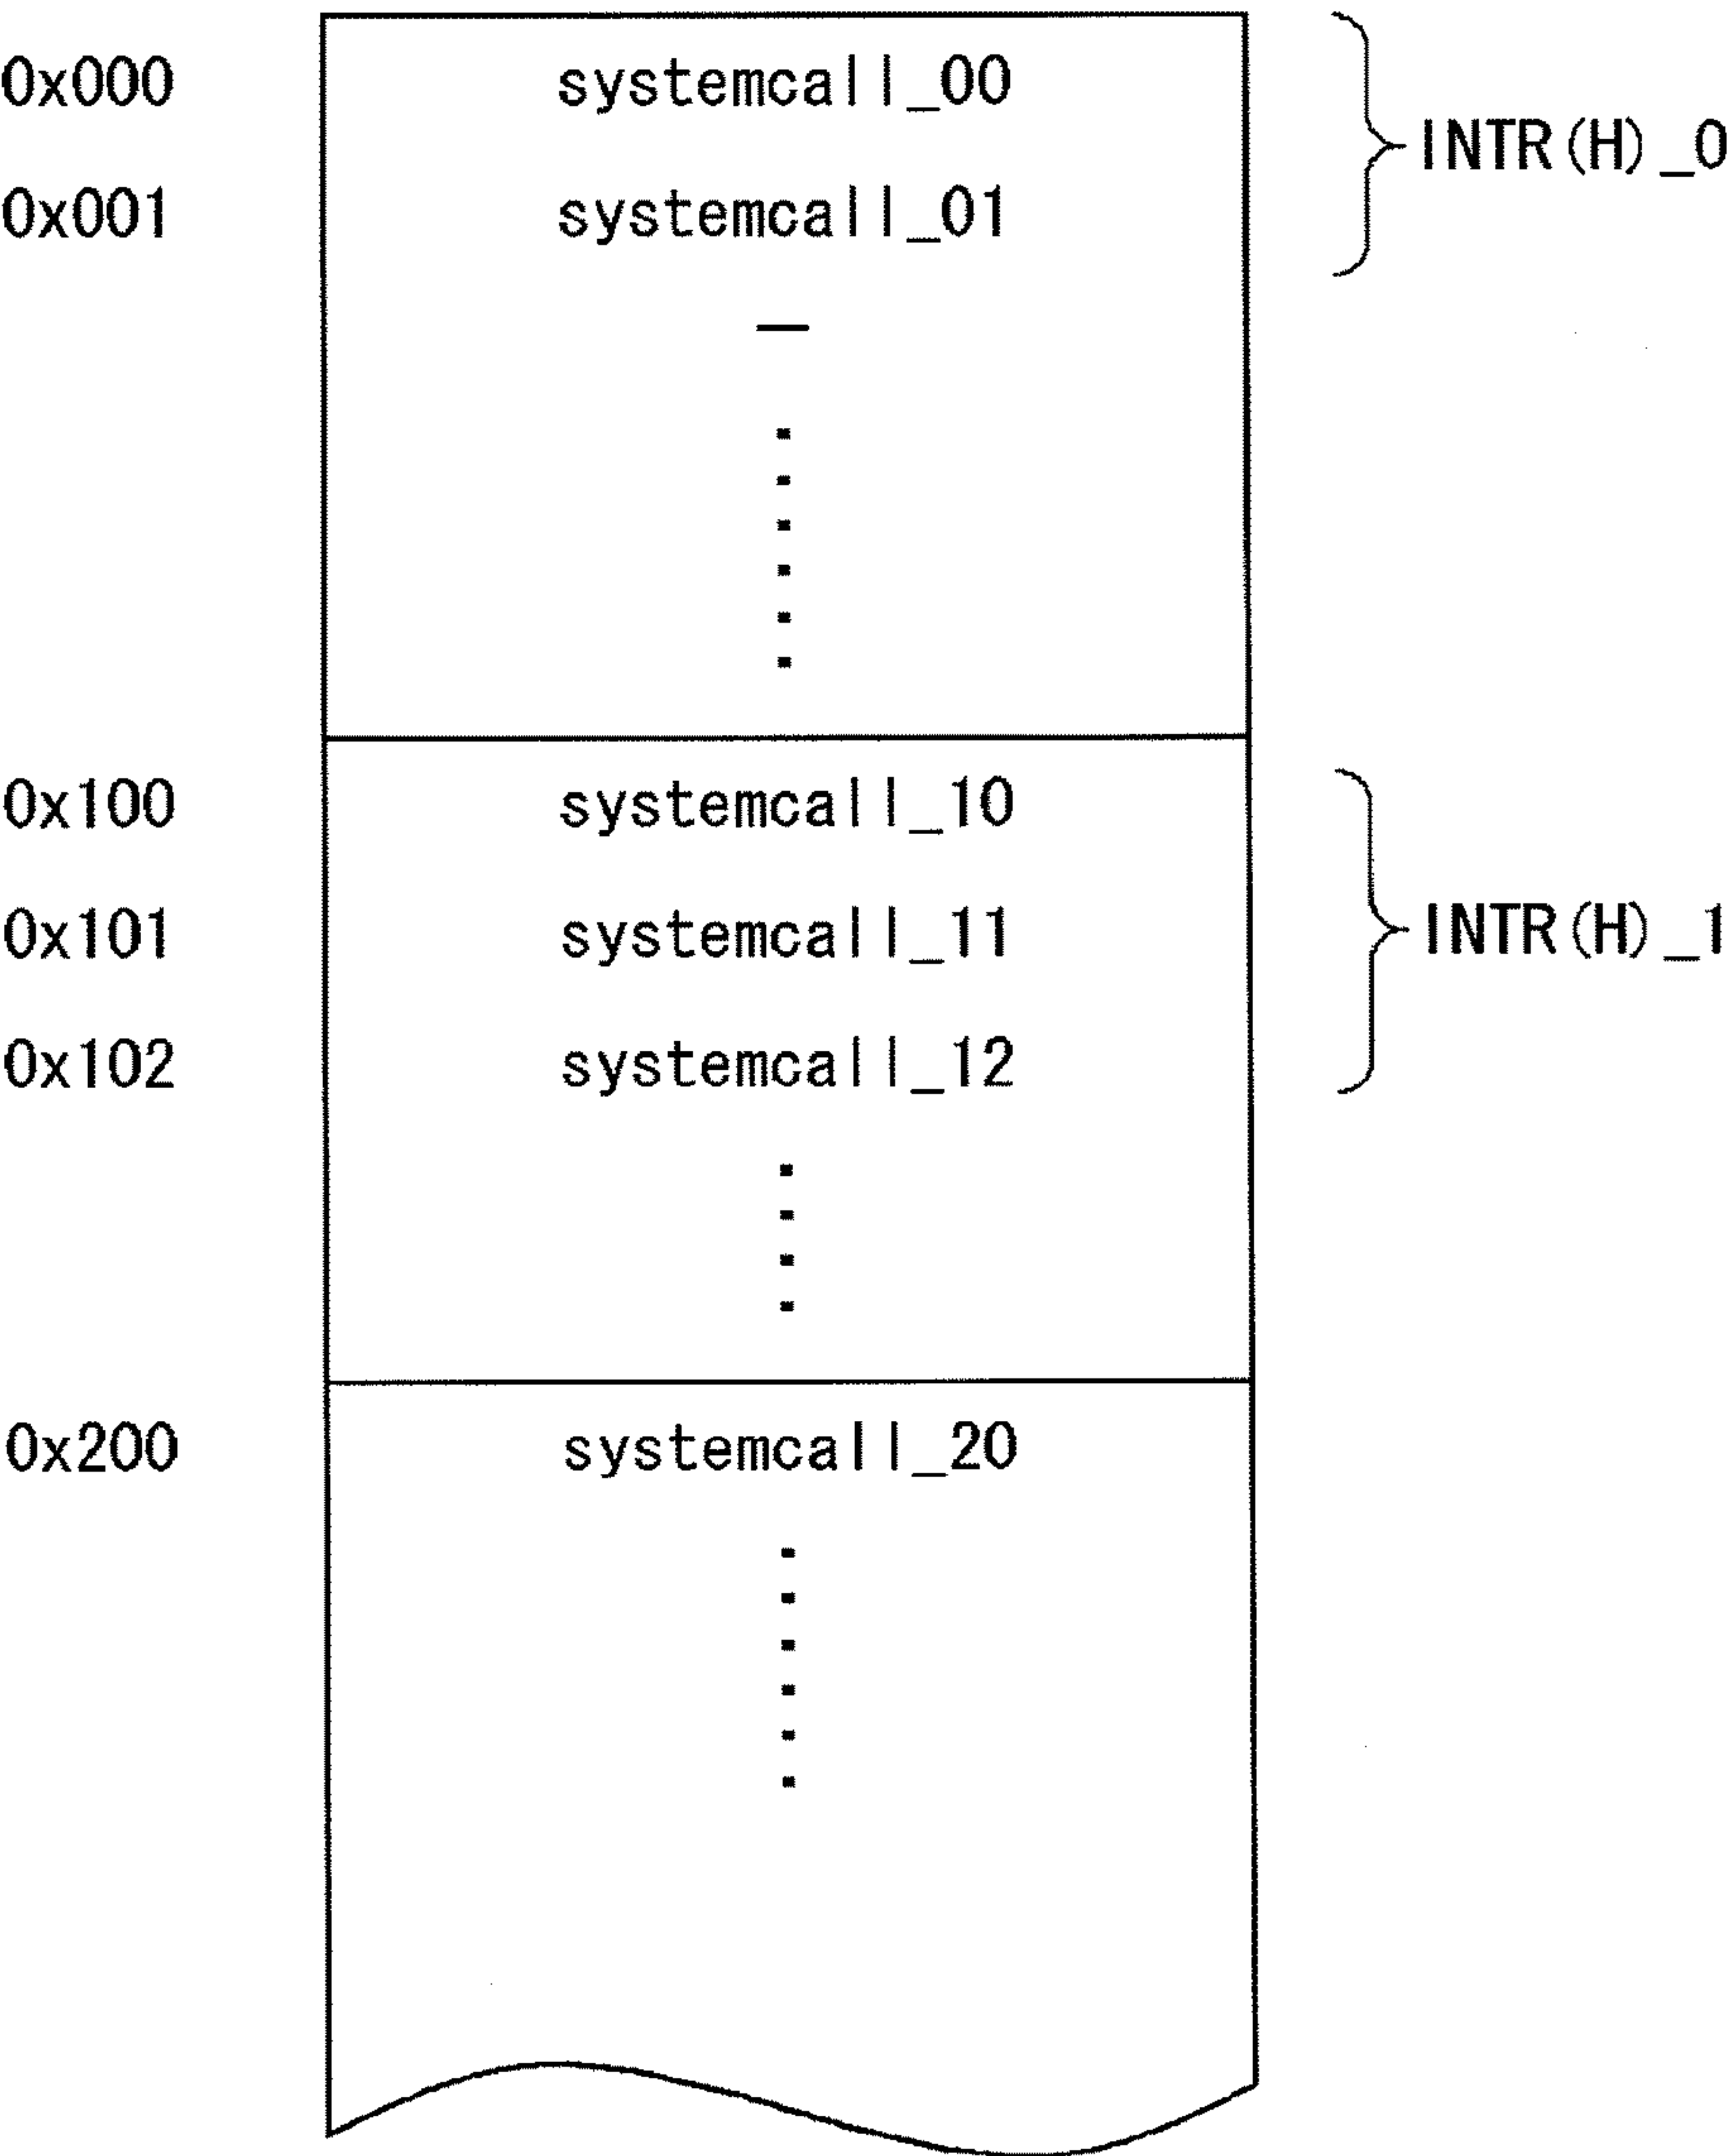 0x000 systemcall_00
INTR(H)_0
0x001 systemcall_01
—
0x100 systemcall_10
0x101 systemcall_11 INTR(H)_1
0x102 systemcall_12
0x200 systemcall_20